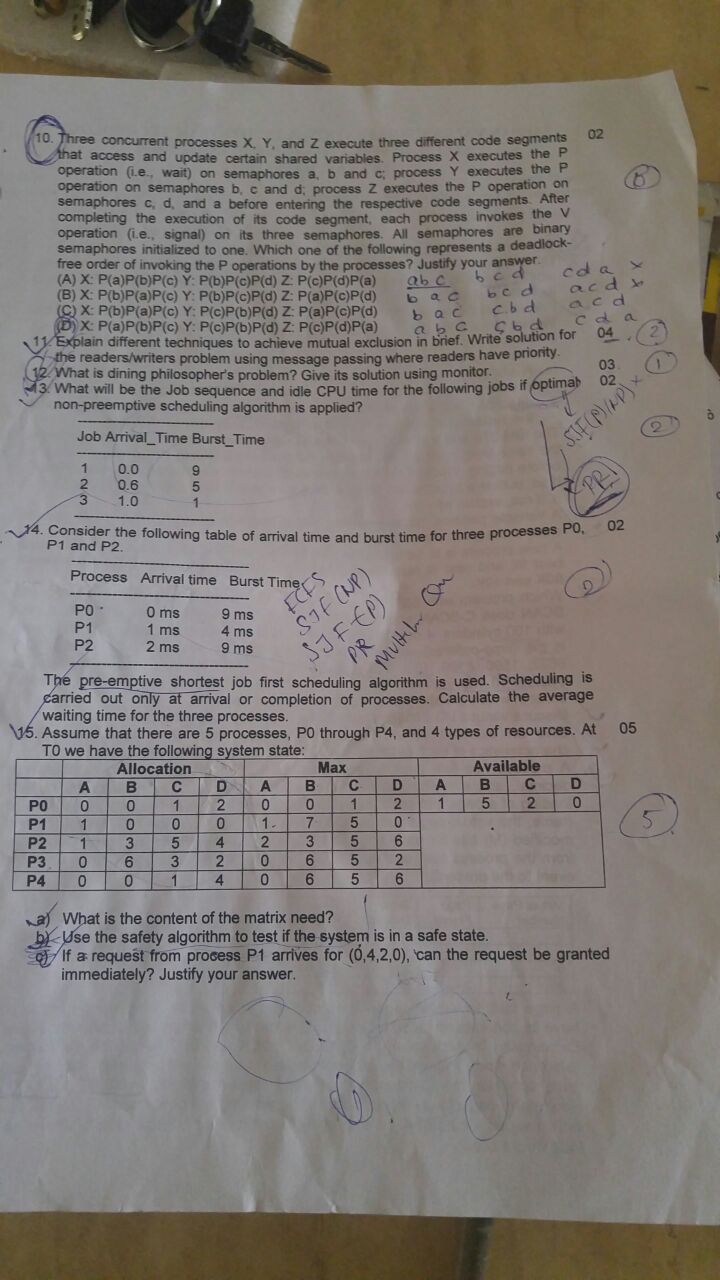 10. Three concurrent processes X, Y, and Z execute three different code segments 02
that access and update certain shared variables. Process X executes the P
operation (i.e., wait) on semaphores a, b and c; process Y executes the P
operation on semaphores b, c and d; process Z executes the P operation on
semaphores c, d, and a before entering the respective code segments. After
completing the execution of its code segment, each process invokes the V
operation (i.e., signal) on its three semaphores. All semaphores are binary
semaphores initialized to one. Which one of the following represents a deadlock-
free order of invoking the P operations by the processes? Justify your answer.
(A) X: P(a)P(b)P(c) Y: P(b)P(c)P(d) Z: P(c)P(d)P(a) a b c b c d c d a x
(B) X: P(b)P(a)P(c) Y: P(b)P(c)P(d) Z: P(a)P(c)P(d) b a c b c d a c d x
(C) X: P(b)P(a)P(c) Y: P(c)P(b)P(d) Z: P(a)P(c)P(d) b a c c b d a c d
(D) X: P(a)P(b)P(c) Y: P(c)P(b)P(d) Z: P(c)P(d)P(a) a b c c b d c d a
11. Explain different techniques to achieve mutual exclusion in brief. Write solution for 04 2
the readers/writers problem using message passing where readers have priority.
12. What is dining philosopher's problem? Give its solution using monitor. 03 1
13. What will be the Job sequence and idle CPU time for the following jobs if optimal 02
non-preemptive scheduling algorithm is applied? SJF(P)(NP) 2
Job Arrival_Time Burst_Time
1 0.0 9
2 0.6 5
3 1.0 1
PR
14. Consider the following table of arrival time and burst time for three processes P0, 02
P1 and P2.
Process Arrival time Burst Time
P0 0 ms 9 ms
P1 1 ms 4 ms
P2 2 ms 9 ms
FCFS
SJF(NP)
SJF(P)
PR
2
The pre-emptive shortest job first scheduling algorithm is used. Scheduling is
carried out only at arrival or completion of processes. Calculate the average
waiting time for the three processes.
15. Assume that there are 5 processes, P0 through P4, and 4 types of resources. At 05
T0 we have the following system state:
Allocation Max Available
A B C D A B C D A B C D
P0 0 0 1 2 0 0 1 2 1 5 2 0
P1 1 0 0 0 1 7 5 0
P2 1 3 5 4 2 3 5 6
P3 0 6 3 2 0 6 5 2
P4 0 0 1 4 0 6 5 6
5
a) What is the content of the matrix need?
b) Use the safety algorithm to test if the system is in a safe state.
c) If a request from process P1 arrives for (0,4,2,0), can the request be granted
immediately? Justify your answer.